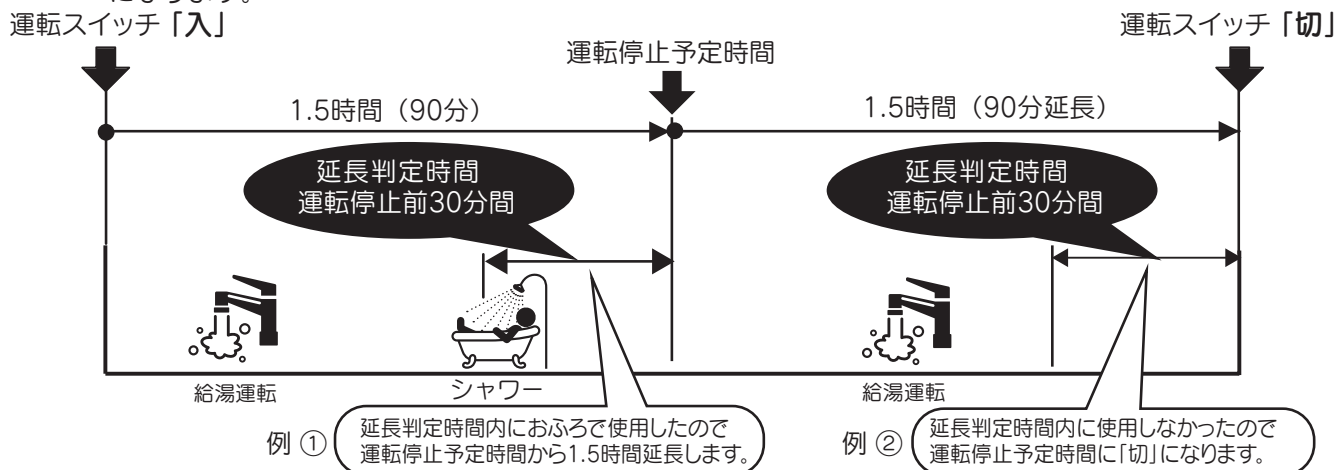 になります。
運転スイッチ「入」
運転スイッチ「切」
運転停止予定時間
1.5時間（90分）
1.5時間（90分延長）
延長判定時間
運転停止前30分間
延長判定時間
運転停止前30分間
給湯運転
シャワー
給湯運転
例 ①
延長判定時間内におふろで使用したので
運転停止予定時間から1.5時間延長します。
例 ②
延長判定時間内に使用しなかったので
運転停止予定時間に「切」になります。